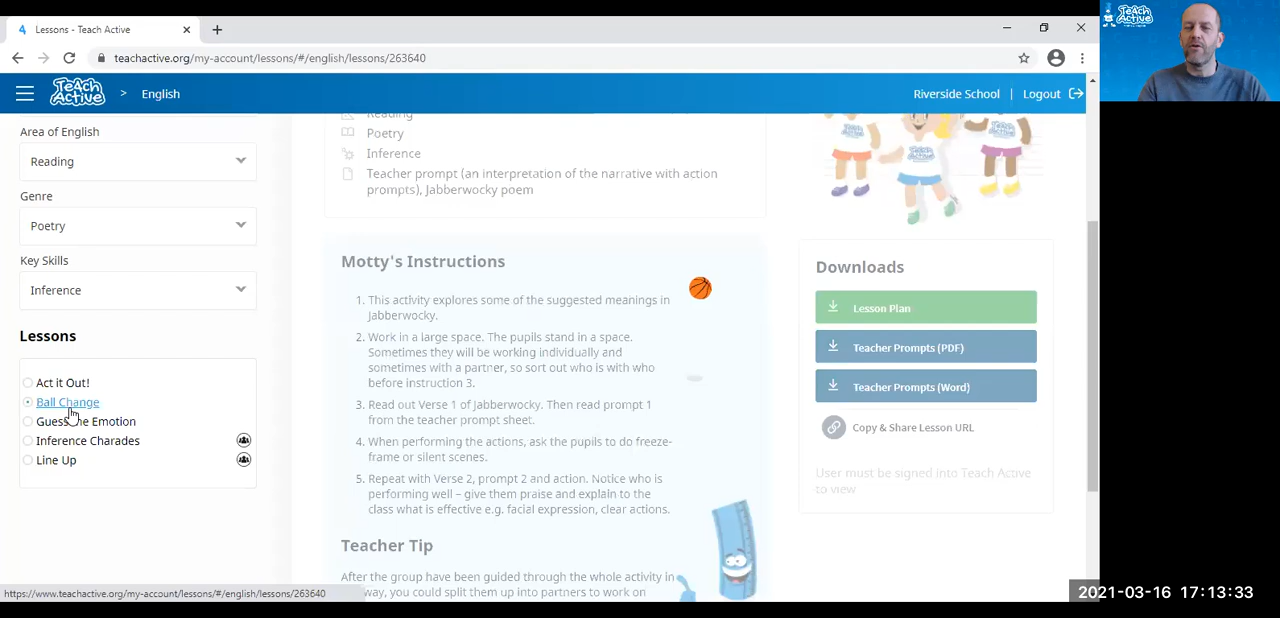 Lessons - Teach Active
teachactive.org/my-account/lessons/#/english/lessons/263640
Teach Active
> English
Riverside School | Logout
Teach Active
Area of English
Reading
Genre
Poetry
Key Skills
Inference
Lessons
Act it Out!
Ball Change
Guess the Emotion
Inference Charades
Line Up
Reading
Poetry
Inference
Teacher prompt (an interpretation of the narrative with action
prompts), Jabberwocky poem
Motty's Instructions
1. This activity explores some of the suggested meanings in
Jabberwocky.
2. Work in a large space. The pupils stand in a space.
Sometimes they will be working individually and
sometimes with a partner, so sort out who is with who
before instruction 3.
3. Read out Verse 1 of Jabberwocky. Then read prompt 1
from the teacher prompt sheet.
4. When performing the actions, ask the pupils to do freeze-
frame or silent scenes.
5. Repeat with Verse 2, prompt 2 and action. Notice who is
performing well – give them praise and explain to the
class what is effective e.g. facial expression, clear actions.
Teacher Tip
After the group have been guided through the whole activity in
way, you could split them up into partners to work on
Downloads
Lesson Plan
Teacher Prompts (PDF)
Teacher Prompts (Word)
Copy & Share Lesson URL
User must be signed into Teach Active
to view
https://www.teachactive.org/my-account/lessons/#/english/lessons/263640
2021-03-16 17:13:33